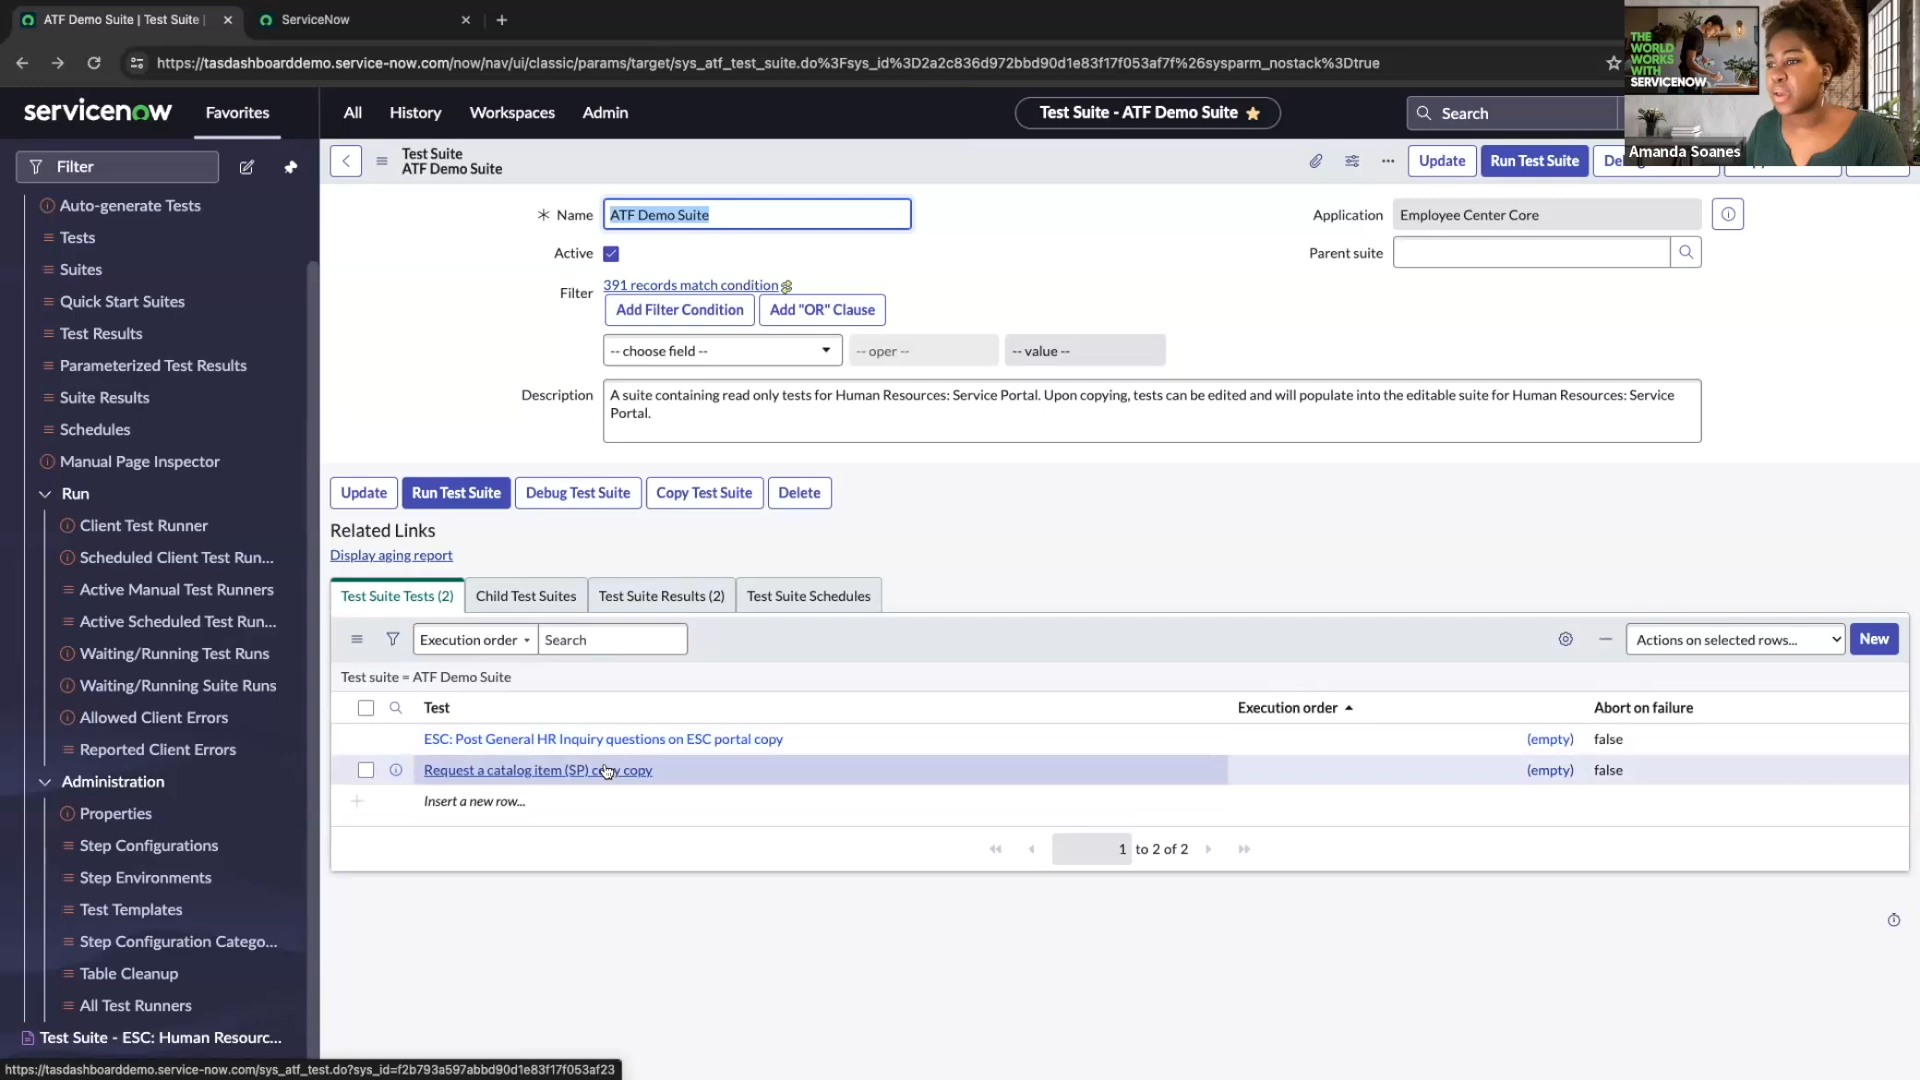 ATF Demo Suite | Test Suite |
ServiceNow
https://tasdashboarddemo.service-now.com/now/nav/ui/classic/params/target/sys_atf_test_suite.do%3Fsys_id%3D2a2c836d972bbd90d1e83f17f053af7f%26sysparm_nostack%3Dtrue
THE
WORLD
WORKS
WITH
SERVICENOW
Amanda Soanes
servicenow
Favorites
All
History
Workspaces
Admin
Test Suite - ATF Demo Suite
Search
Filter
Auto-generate Tests
Tests
Suites
Quick Start Suites
Test Results
Parameterized Test Results
Suite Results
Schedules
Manual Page Inspector
Run
Client Test Runner
Scheduled Client Test Run...
Active Manual Test Runners
Active Scheduled Test Run...
Waiting/Running Test Runs
Waiting/Running Suite Runs
Allowed Client Errors
Reported Client Errors
Administration
Properties
Step Configurations
Step Environments
Test Templates
Step Configuration Catego...
Table Cleanup
All Test Runners
Test Suite - ESC: Human Resourc...
Test Suite
ATF Demo Suite
Update
Run Test Suite
Name
ATF Demo Suite
Application
Employee Center Core
Active
Parent suite
Filter
391 records match condition
Add Filter Condition
Add "OR" Clause
-- choose field --
-- oper --
-- value --
Description
A suite containing read only tests for Human Resources: Service Portal. Upon copying, tests can be edited and will populate into the editable suite for Human Resources: Service
Portal.
Update
Run Test Suite
Debug Test Suite
Copy Test Suite
Delete
Related Links
Display aging report
Test Suite Tests (2)
Child Test Suites
Test Suite Results (2)
Test Suite Schedules
Execution order
Search
Actions on selected rows...
New
Test suite = ATF Demo Suite
Test
Execution order
Abort on failure
ESC: Post General HR Inquiry questions on ESC portal copy
(empty)
false
Request a catalog item (SP) copy copy
(empty)
false
Insert a new row...
1 to 2 of 2
https://tasdashboarddemo.service-now.com/sys_atf_test.do?sys_id=f2b793a597abbd90d1e83f17f053af23